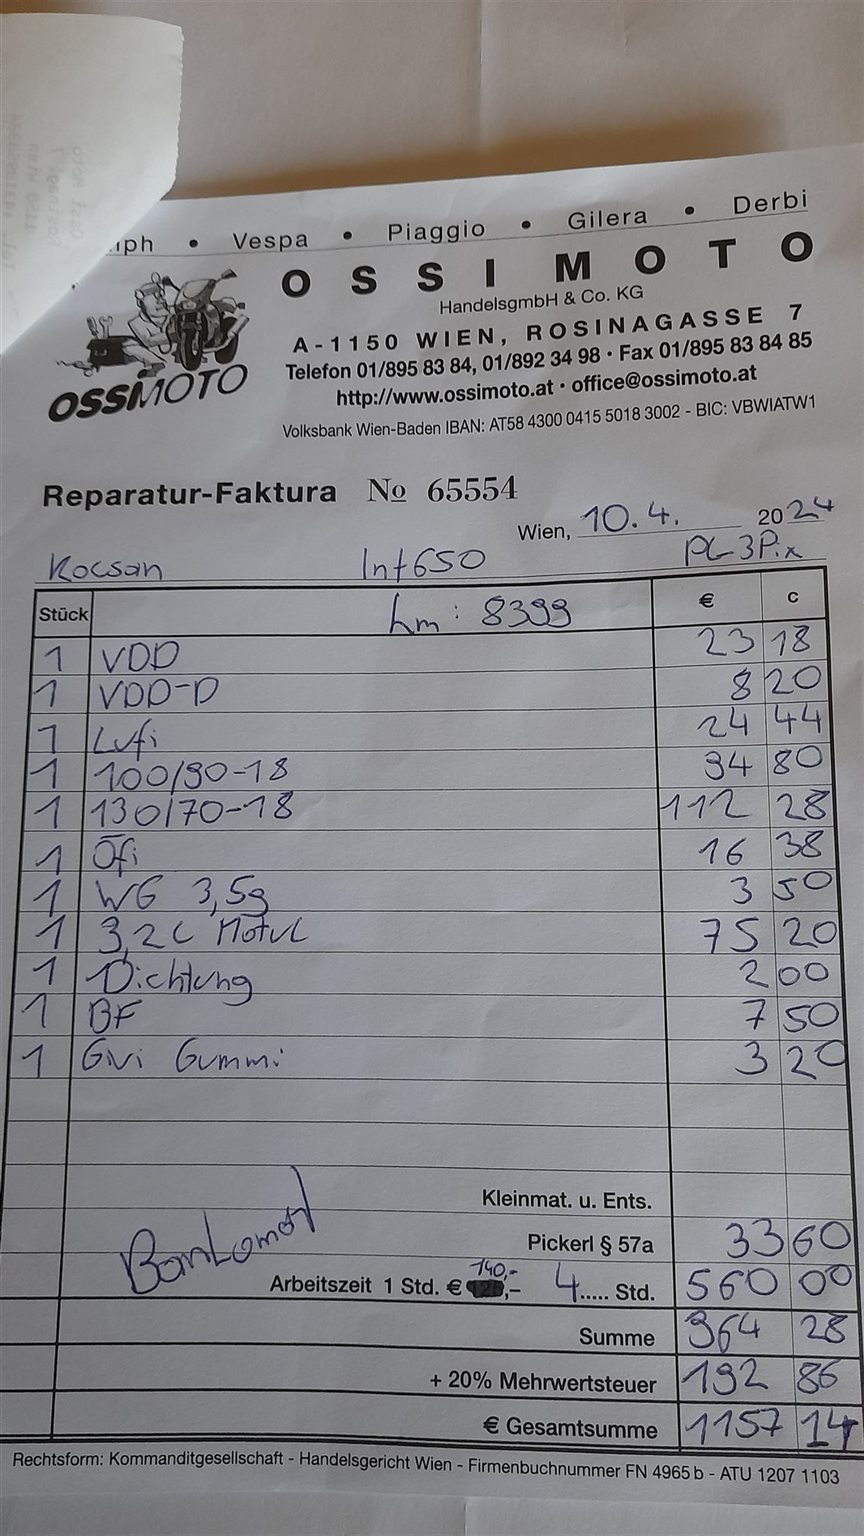 Vespa • Piaggio • Gilera • Derbi
OSSI MOTO
HandelsgmbH & Co. KG
A-1150 WIEN, ROSINAGASSE 7
Telefon 01/895 83 84, 01/892 34 98 • Fax 01/895 83 84 85
http://www.ossimoto.at • office@ossimoto.at
Volksbank Wien-Baden IBAN: AT58 4300 0415 5018 3002 - BIC: VBWIATW1
OSSIMOTO
Reparatur-Faktura No 65554
Wien, 10.4. 2024
Kocsan Int650 PL-3Pix
Stück km: 8399 € c
1 VDD 23 18
1 VDD-D 8 20
1 Lufi 24 44
1 100/90-18 94 80
1 130/70-18 112 28
1 Öfi 16 38
1 WG 3,5g 3 50
1 3,2L Motul 75 20
1 Dichtung 2 00
1 BF 7 50
1 Givi Gummi 3 20
Kleinmat. u. Ents.
Pickerl § 57a 33 60
Bankomat
Arbeitszeit 1 Std. € 140,- 4..... Std. 560 00
Summe 964 28
+ 20% Mehrwertsteuer 192 86
€ Gesamtsumme 1157 14
Rechtsform: Kommanditgesellschaft - Handelsgericht Wien - Firmenbuchnummer FN 4965 b - ATU 1207 1103